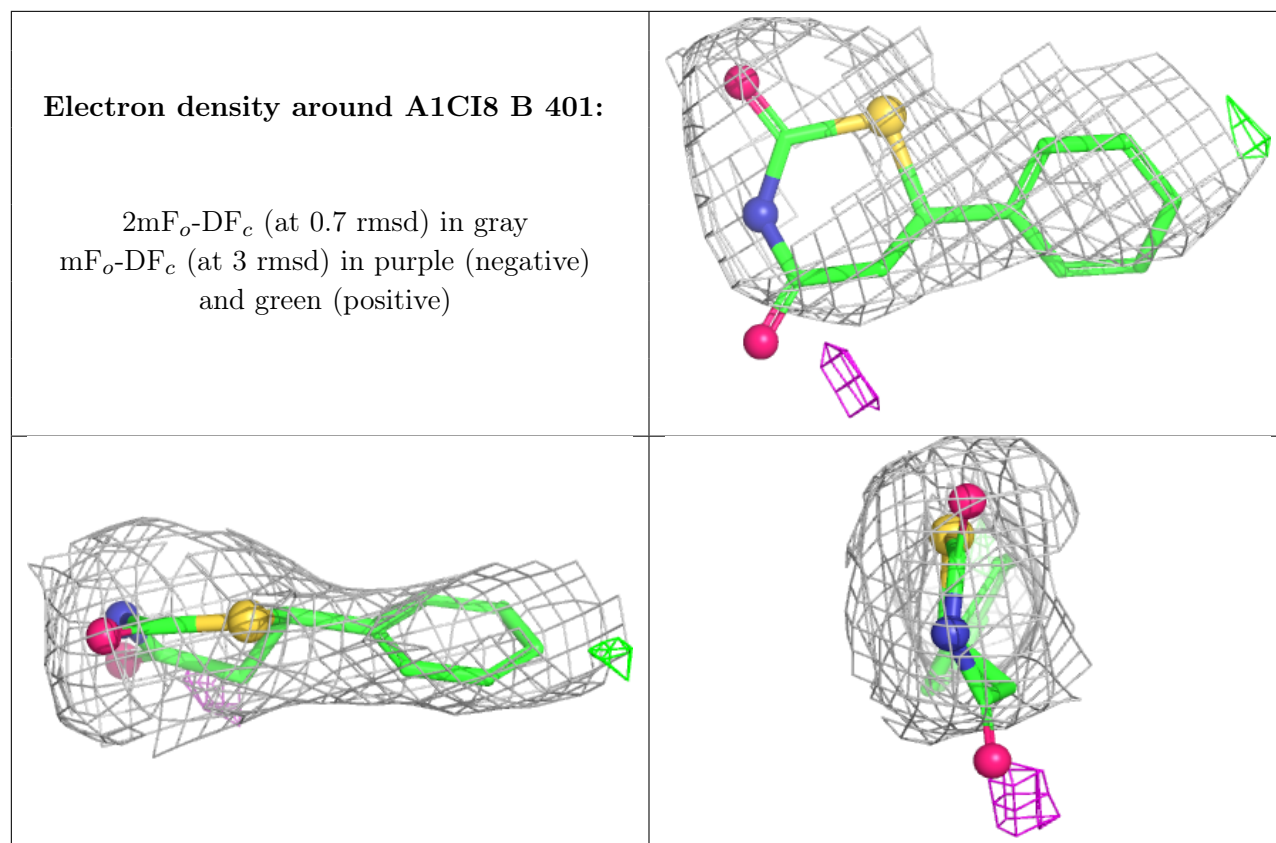 Electron density around A1CI8 B 401:
2mFₒ-DF𝒸 (at 0.7 rmsd) in gray
mFₒ-DF𝒸 (at 3 rmsd) in purple (negative)
and green (positive)